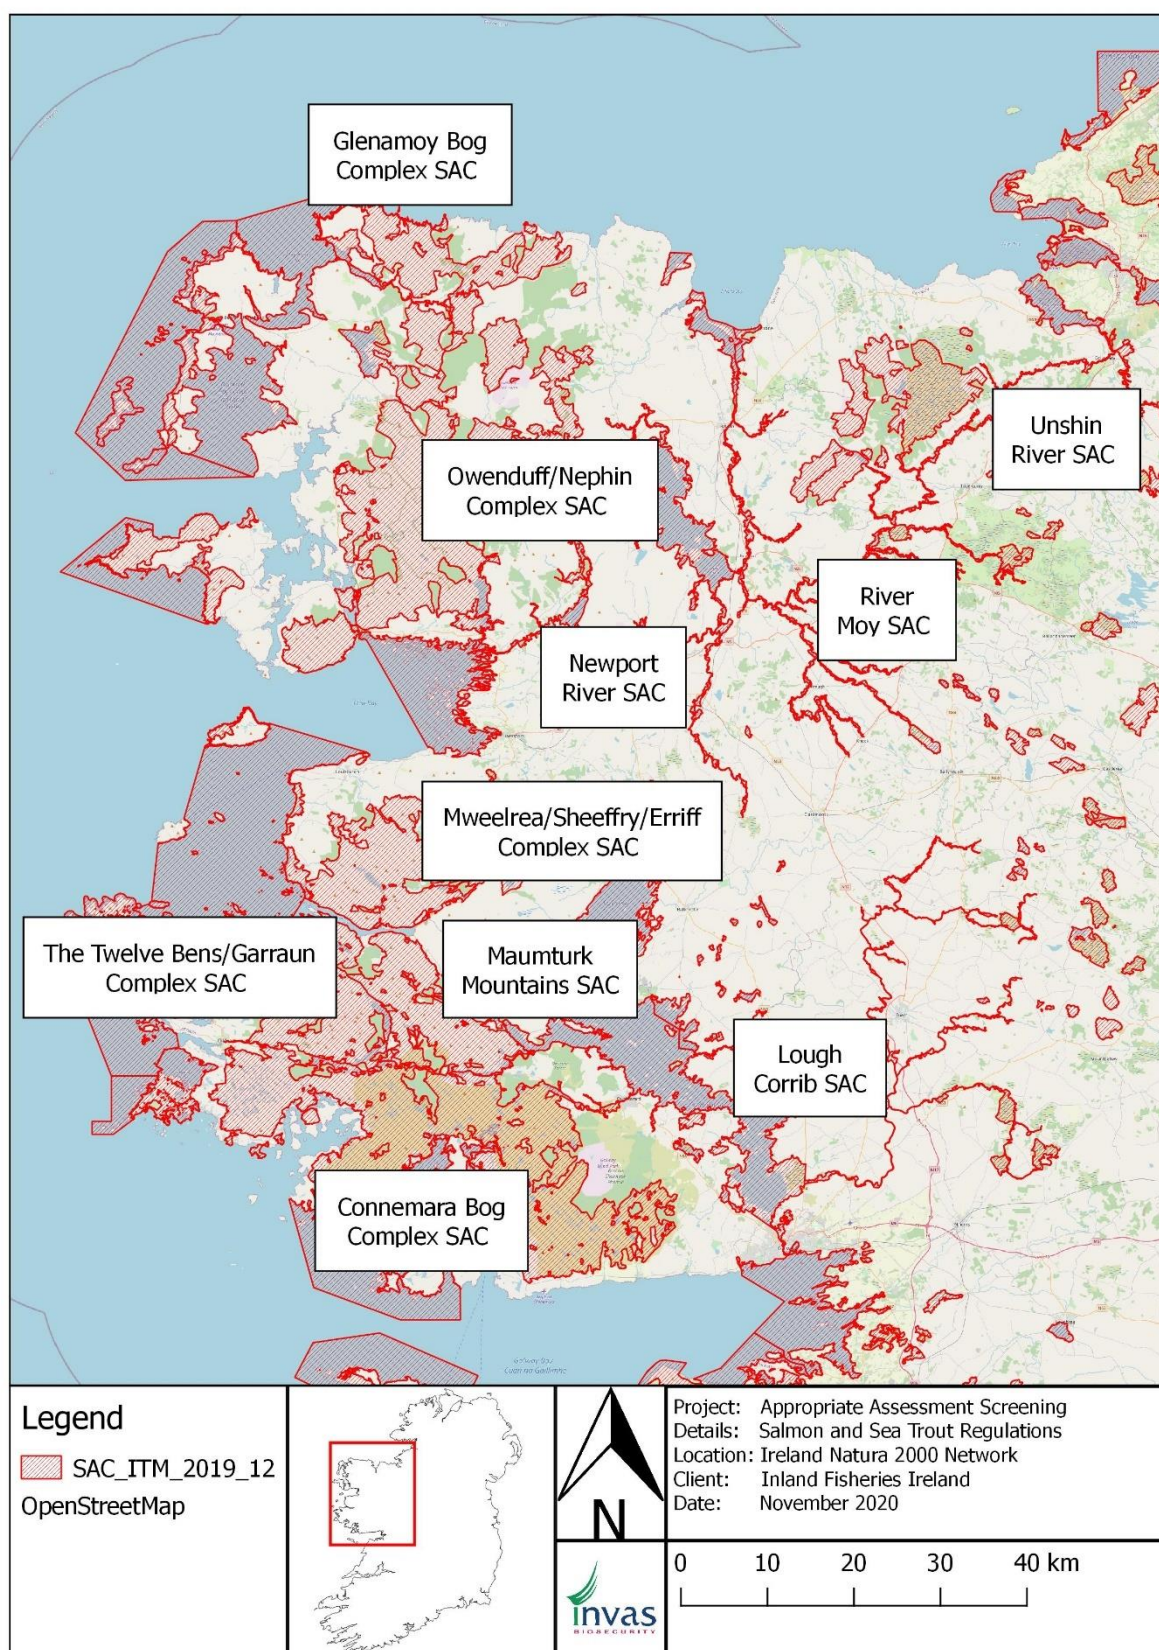 Glenamoy Bog
Complex SAC
Unshin
River SAC
Owenduff/Nephin
Complex SAC
River
Moy SAC
Newport
River SAC
Mweelrea/Sheeffry/Erriff
Complex SAC
The Twelve Bens/Garraun
Complex SAC
Maumturk
Mountains SAC
Lough
Corrib SAC
Connemara Bog
Complex SAC
Legend
SAC_ITM_2019_12
OpenStreetMap
N
invas
BIOSECURITY
Project: Appropriate Assessment Screening
Details: Salmon and Sea Trout Regulations
Location: Ireland Natura 2000 Network
Client: Inland Fisheries Ireland
Date: November 2020
0 10 20 30 40 km